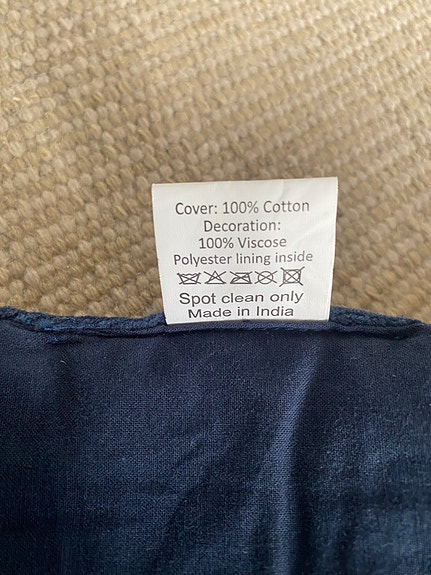 Cover: 100% Cotton
Decoration:
100% Viscose
Polyester lining inside
Spot clean only
Made in India